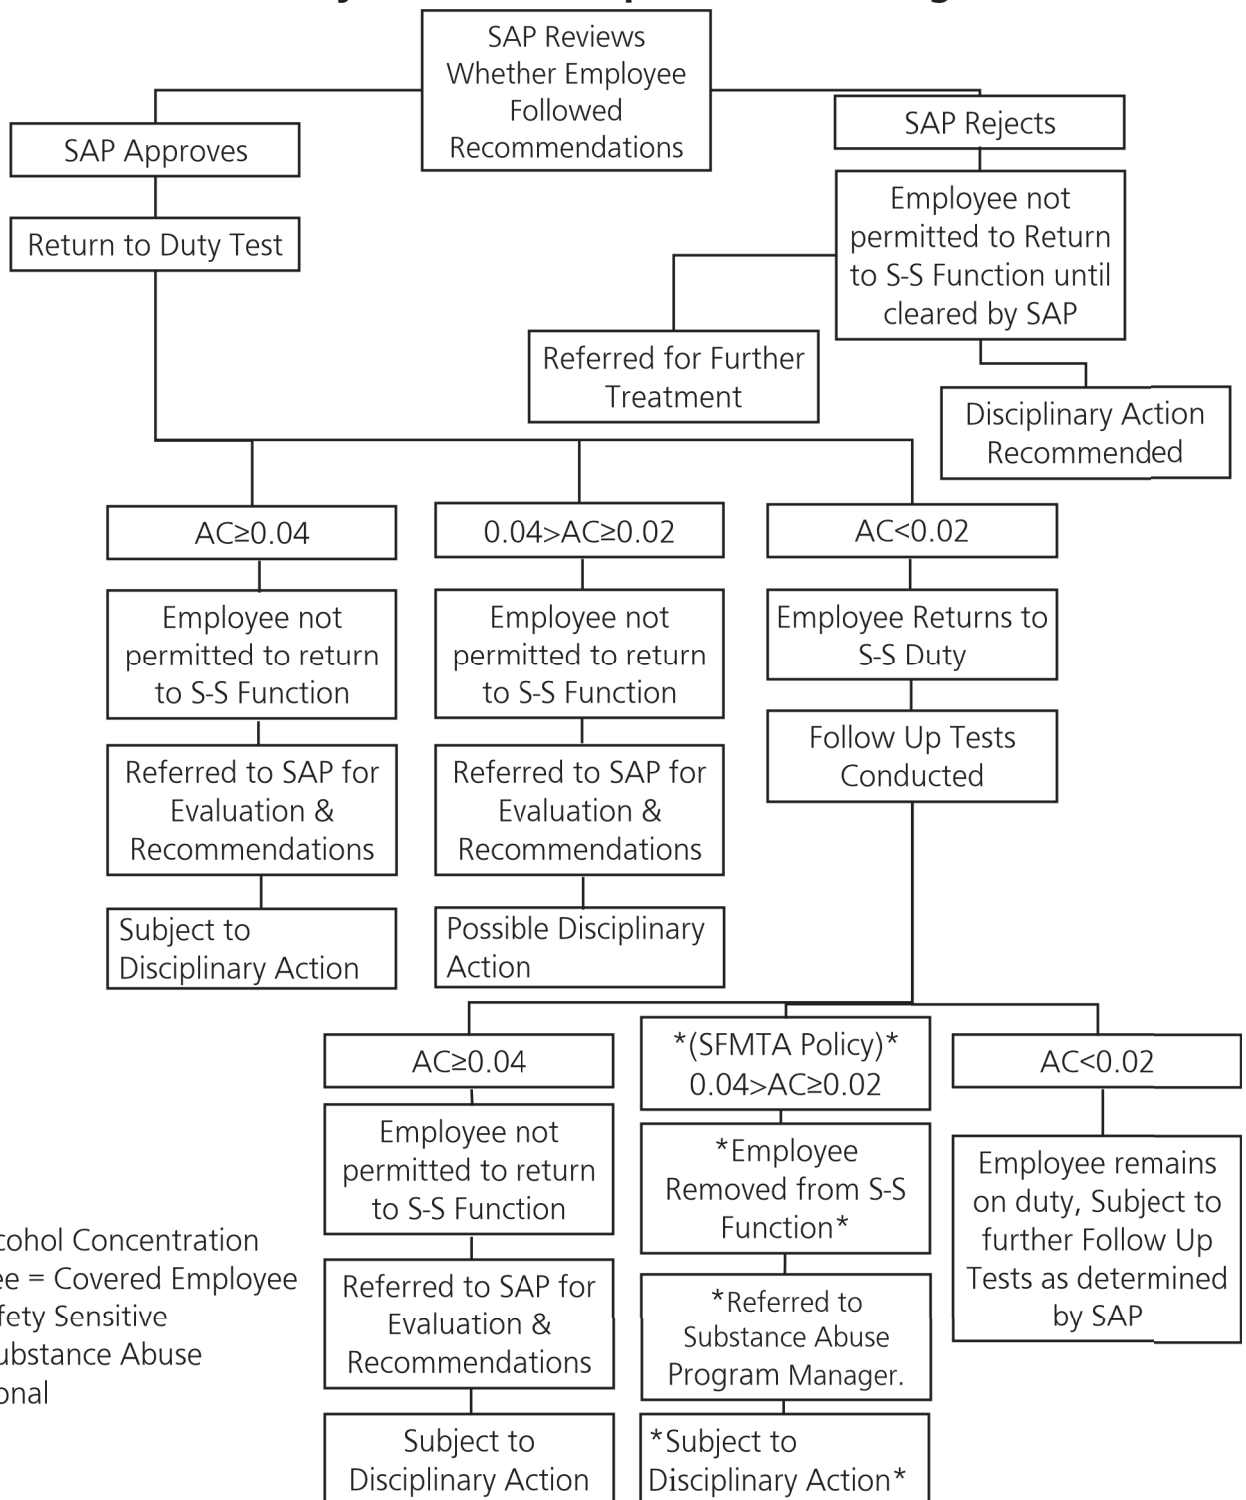 SAP Reviews
Whether Employee
Followed
Recommendations
SAP Approves
SAP Rejects
Return to Duty Test
Employee not
permitted to Return
to S-S Function until
cleared by SAP
Referred for Further
Treatment
Disciplinary Action
Recommended
AC≥0.04
Employee not
permitted to return
to S-S Function
Referred to SAP for
Evaluation &
Recommendations
Subject to
Disciplinary Action
0.04>AC≥0.02
Employee not
permitted to return
to S-S Function
Referred to SAP for
Evaluation &
Recommendations
Possible Disciplinary
Action
AC<0.02
Employee Returns to
S-S Duty
Follow Up Tests
Conducted
AC≥0.04
Employee not
permitted to return
to S-S Function
Referred to SAP for
Evaluation &
Recommendations
Subject to
Disciplinary Action
*(SFMTA Policy)*
0.04>AC≥0.02
*Employee
Removed from S-S
Function*
*Referred to
Substance Abuse
Program Manager.
*Subject to
Disciplinary Action*
AC<0.02
Employee remains
on duty, Subject to
further Follow Up
Tests as determined
by SAP
cohol Concentration
ee = Covered Employee
fety Sensitive
ubstance Abuse
onal